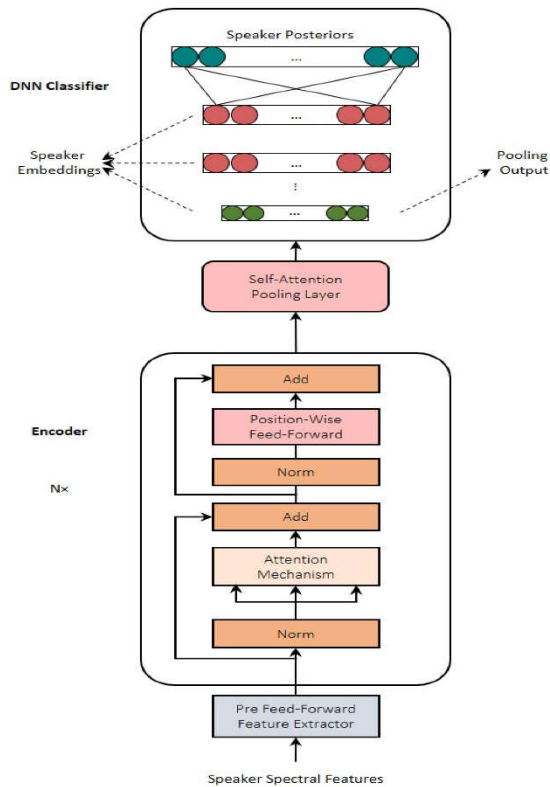 Speaker Posteriors
...
DNN Classifier
...
Speaker
Embeddings
...
Pooling
Output
...
...
Self-Attention
Pooling Layer
Add
Position-Wise
Feed-Forward
Encoder
Norm
N×
Add
Attention
Mechanism
Norm
Pre Feed-Forward
Feature Extractor
Speaker Spectral Features